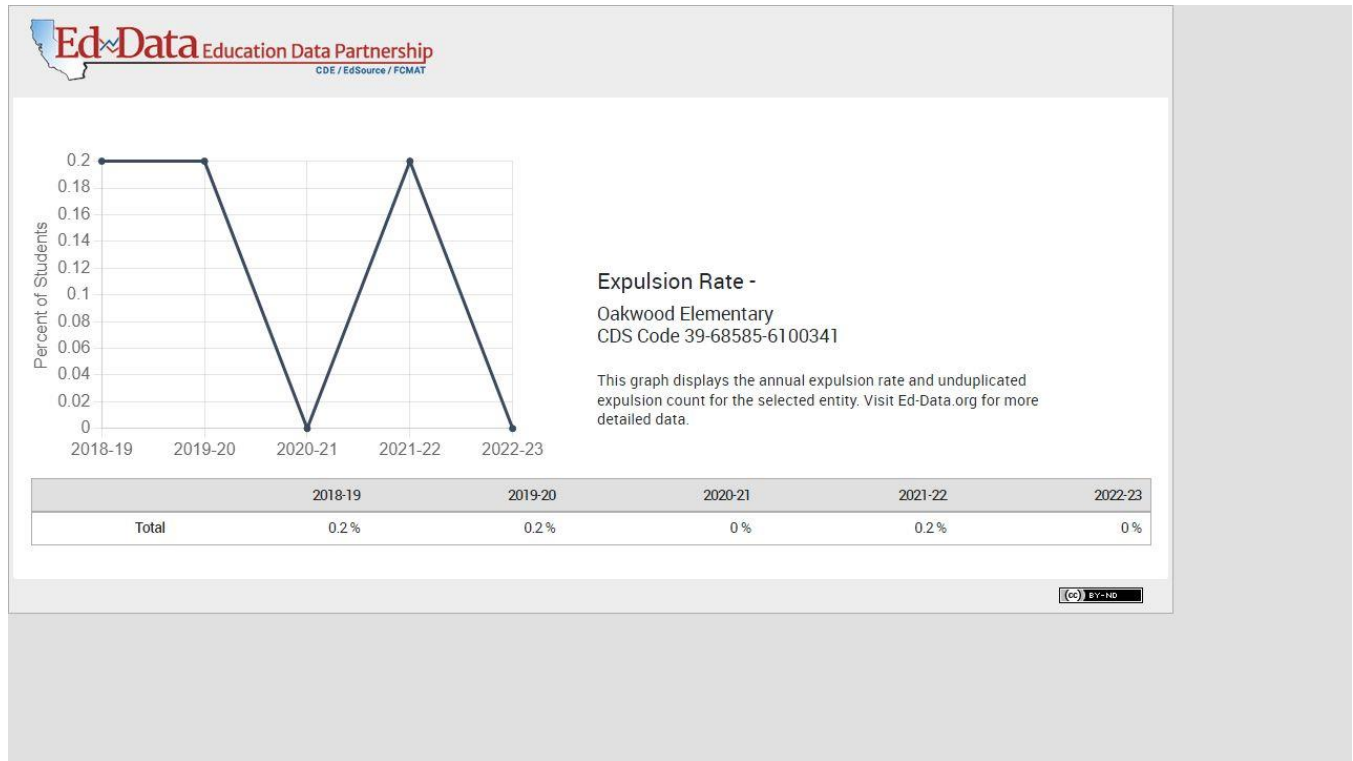 Ed Data Education Data Partnership
CDE / EdSource / FCMAT
Percent of Students
0.2
0.18
0.16
0.14
0.12
0.1
0.08
0.06
0.04
0.02
0
2018-19 2019-20 2020-21 2021-22 2022-23
Expulsion Rate -
Oakwood Elementary
CDS Code 39-68585-6100341
This graph displays the annual expulsion rate and unduplicated
expulsion count for the selected entity. Visit Ed-Data.org for more
detailed data.
2018-19 2019-20 2020-21 2021-22 2022-23
Total 0.2 % 0.2 % 0 % 0.2 % 0 %
(cc) BY-ND